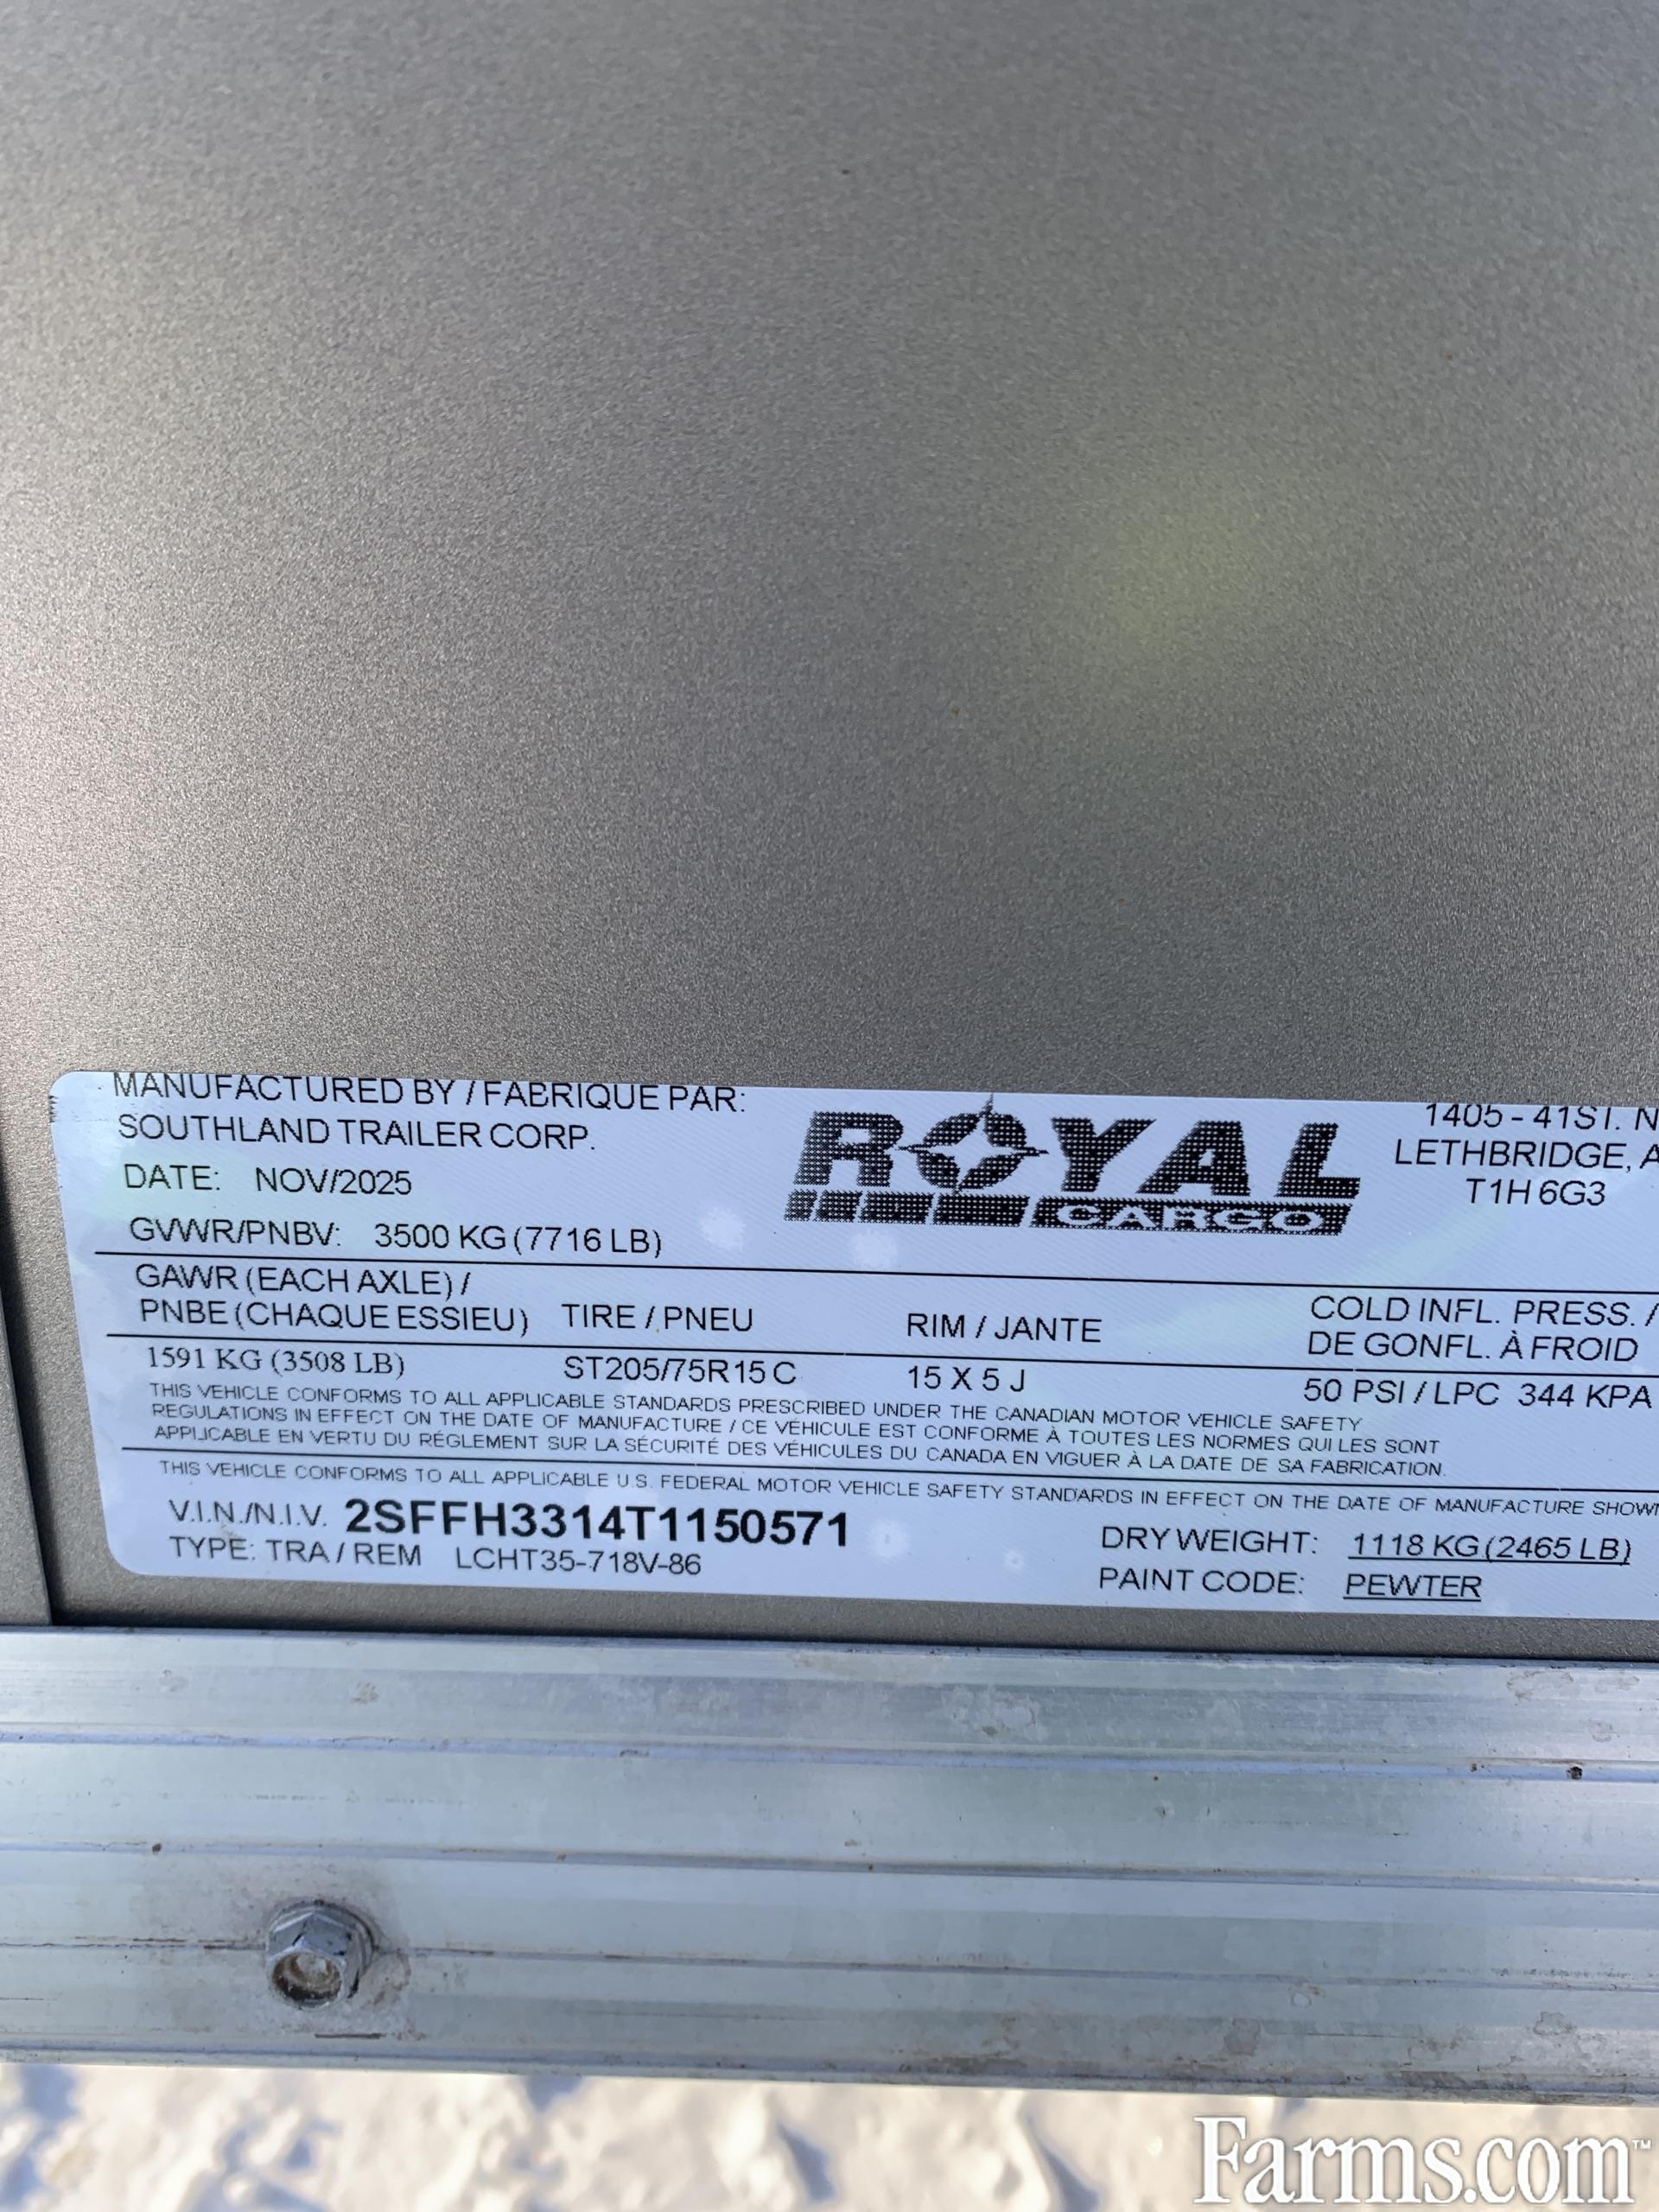 MANUFACTURED BY / FABRIQUE PAR:
SOUTHLAND TRAILER CORP.
DATE: NOV/2025
GVWR/PNBV: 3500 KG (7716 LB)
ROYAL
CARGO
1405 - 41 ST. N
LETHBRIDGE, A
T1H 6G3
GAWR (EACH AXLE) /
PNBE (CHAQUE ESSIEU) TIRE / PNEU RIM / JANTE
COLD INFL. PRESS. /
DE GONFL. À FROID
1591 KG (3508 LB) ST205/75R15 C 15 X 5 J 50 PSI / LPC 344 KPA
THIS VEHICLE CONFORMS TO ALL APPLICABLE STANDARDS PRESCRIBED UNDER THE CANADIAN MOTOR VEHICLE SAFETY
REGULATIONS IN EFFECT ON THE DATE OF MANUFACTURE / CE VÉHICULE EST CONFORME À TOUTES LES NORMES QUI LES SONT
APPLICABLE EN VERTU DU RÉGLEMENT SUR LA SÉCURITÉ DES VÉHICULES DU CANADA EN VIGUER À LA DATE DE SA FABRICATION.
THIS VEHICLE CONFORMS TO ALL APPLICABLE U.S. FEDERAL MOTOR VEHICLE SAFETY STANDARDS IN EFFECT ON THE DATE OF MANUFACTURE SHOWN
V.I.N./N.I.V. 2SFFH3314T1150571
TYPE: TRA / REM LCHT35-718V-86
DRY WEIGHT: 1118 KG (2465 LB)
PAINT CODE: PEWTER
Farms.com™